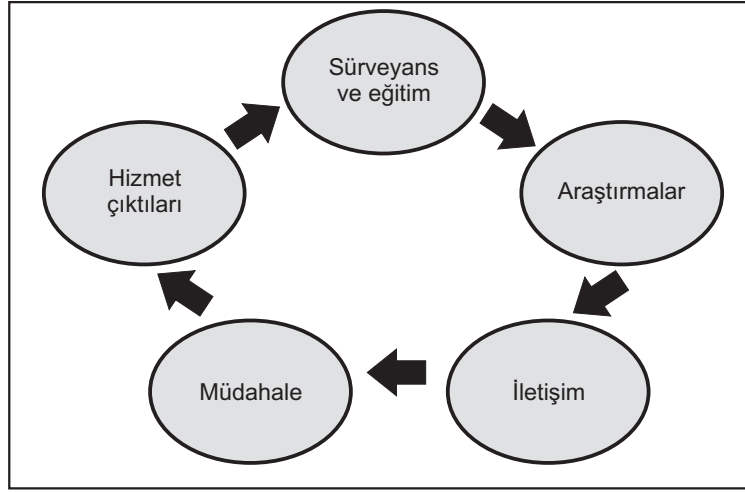 Sürveyans
ve eğitim
Araştırmalar
İletişim
Müdahale
Hizmet
çıktıları